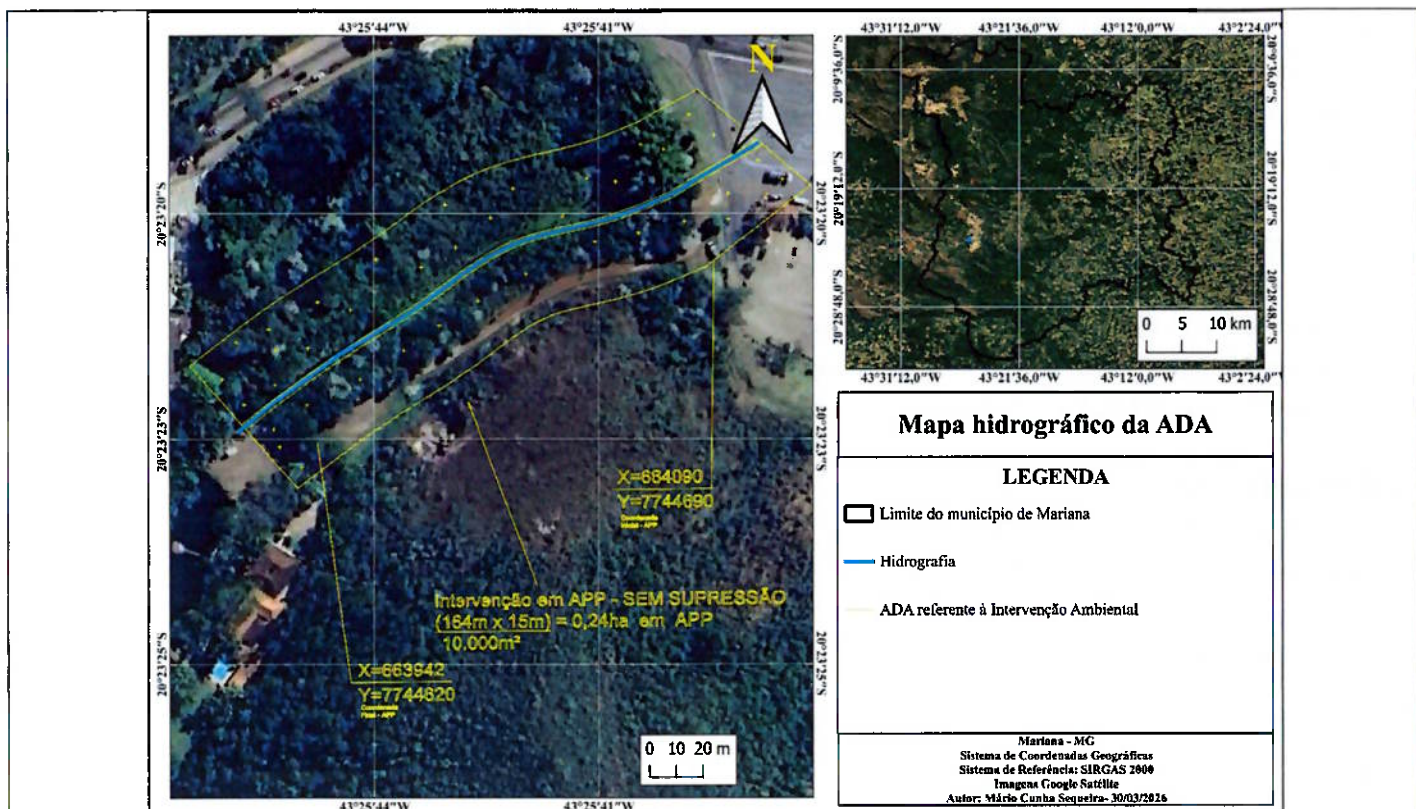 43°25'44"W 43°25'41"W
N
20°23'20"S
20°23'20"S
20°23'23"S
20°23'23"S
20°23'25"S
20°23'25"S
X=664090
Y=7744690
Coordenada
Inicial - APP
Intervenção em APP - SEM SUPRESSÃO
(164m x 15m) = 0,24ha em APP
10.000m²
X=663942
Y=7744620
Coordenada
Final - APP
0 10 20 m
43°25'44"W 43°25'41"W
43°31'12,0"W 43°21'36,0"W 43°12'0,0"W 43°2'24,0"
20°9'36,0"S
20°9'36,0"S
20°19'12,0"S
20°19'12,0"S
20°28'48,0"S
20°28'48,0"S
0 5 10 km
43°31'12,0"W 43°21'36,0"W 43°12'0,0"W 43°2'24,0"
Mapa hidrográfico da ADA
LEGENDA
Limite do município de Mariana
Hidrografia
ADA referente à Intervenção Ambiental
Mariana - MG
Sistema de Coordenadas Geográficas
Sistema de Referência: SIRGAS 2000
Imagens Google Satélite
Autor: Mário Cunha Sequeira- 30/03/2026